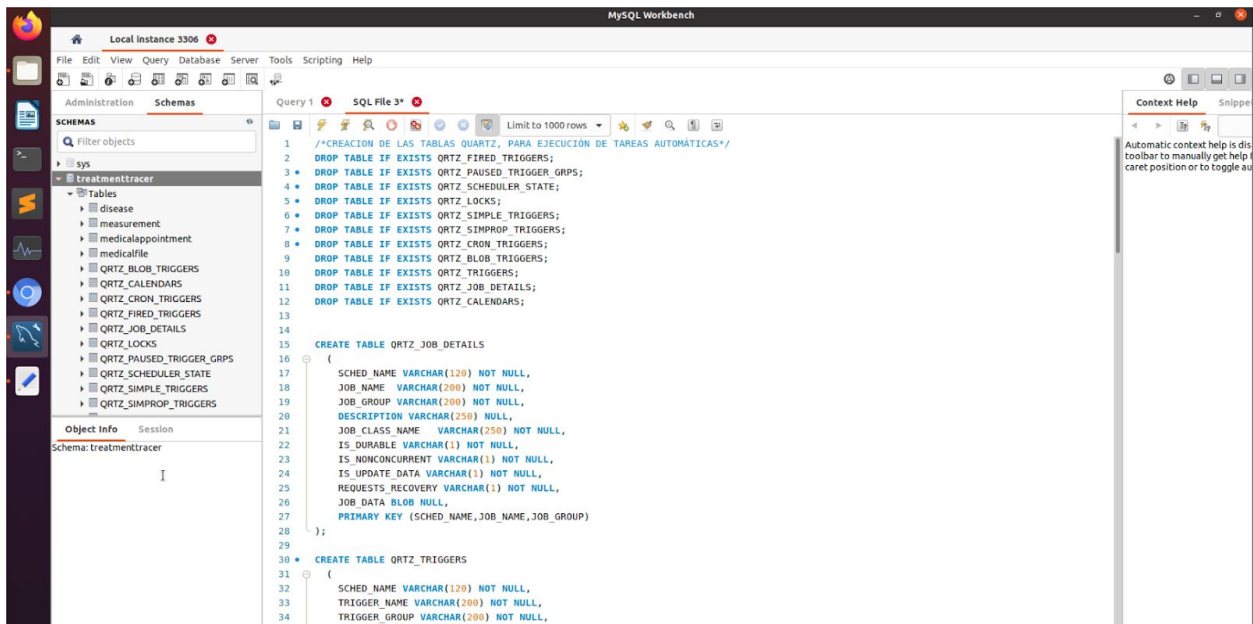 MySQL Workbench
Local instance 3306
File Edit View Query Database Server Tools Scripting Help
Administration Schemas
SCHEMAS
Filter objects
sys
treatmenttracer
Tables
disease
measurement
medicalappointment
medicalfile
QRTZ_BLOB_TRIGGERS
QRTZ_CALENDARS
QRTZ_CRON_TRIGGERS
QRTZ_FIRED_TRIGGERS
QRTZ_JOB_DETAILS
QRTZ_LOCKS
QRTZ_PAUSED_TRIGGER_GRPS
QRTZ_SCHEDULER_STATE
QRTZ_SIMPLE_TRIGGERS
QRTZ_SIMPROP_TRIGGERS
Object Info Session
Schema: treatmenttracer
Query 1 SQL File 3*
Limit to 1000 rows
1 /*CREACION DE LAS TABLAS QUARTZ, PARA EJECUCIÓN DE TAREAS AUTOMÁTICAS*/
2 DROP TABLE IF EXISTS QRTZ_FIRED_TRIGGERS;
3 DROP TABLE IF EXISTS QRTZ_PAUSED_TRIGGER_GRPS;
4 DROP TABLE IF EXISTS QRTZ_SCHEDULER_STATE;
5 DROP TABLE IF EXISTS QRTZ_LOCKS;
6 DROP TABLE IF EXISTS QRTZ_SIMPLE_TRIGGERS;
7 DROP TABLE IF EXISTS QRTZ_SIMPROP_TRIGGERS;
8 DROP TABLE IF EXISTS QRTZ_CRON_TRIGGERS;
9 DROP TABLE IF EXISTS QRTZ_BLOB_TRIGGERS;
10 DROP TABLE IF EXISTS QRTZ_TRIGGERS;
11 DROP TABLE IF EXISTS QRTZ_JOB_DETAILS;
12 DROP TABLE IF EXISTS QRTZ_CALENDARS;
13
14
15 CREATE TABLE QRTZ_JOB_DETAILS
16 (
17 SCHED_NAME VARCHAR(120) NOT NULL,
18 JOB_NAME VARCHAR(200) NOT NULL,
19 JOB_GROUP VARCHAR(200) NOT NULL,
20 DESCRIPTION VARCHAR(250) NULL,
21 JOB_CLASS_NAME VARCHAR(250) NOT NULL,
22 IS_DURABLE VARCHAR(1) NOT NULL,
23 IS_NONCONCURRENT VARCHAR(1) NOT NULL,
24 IS_UPDATE_DATA VARCHAR(1) NOT NULL,
25 REQUESTS_RECOVERY VARCHAR(1) NOT NULL,
26 JOB_DATA BLOB NULL,
27 PRIMARY KEY (SCHED_NAME,JOB_NAME,JOB_GROUP)
28 );
29
30 CREATE TABLE QRTZ_TRIGGERS
31 (
32 SCHED_NAME VARCHAR(120) NOT NULL,
33 TRIGGER_NAME VARCHAR(200) NOT NULL,
34 TRIGGER_GROUP VARCHAR(200) NOT NULL,
Context Help Snippe
Automatic context help is dis
toolbar to manually get help
caret position or to toggle au